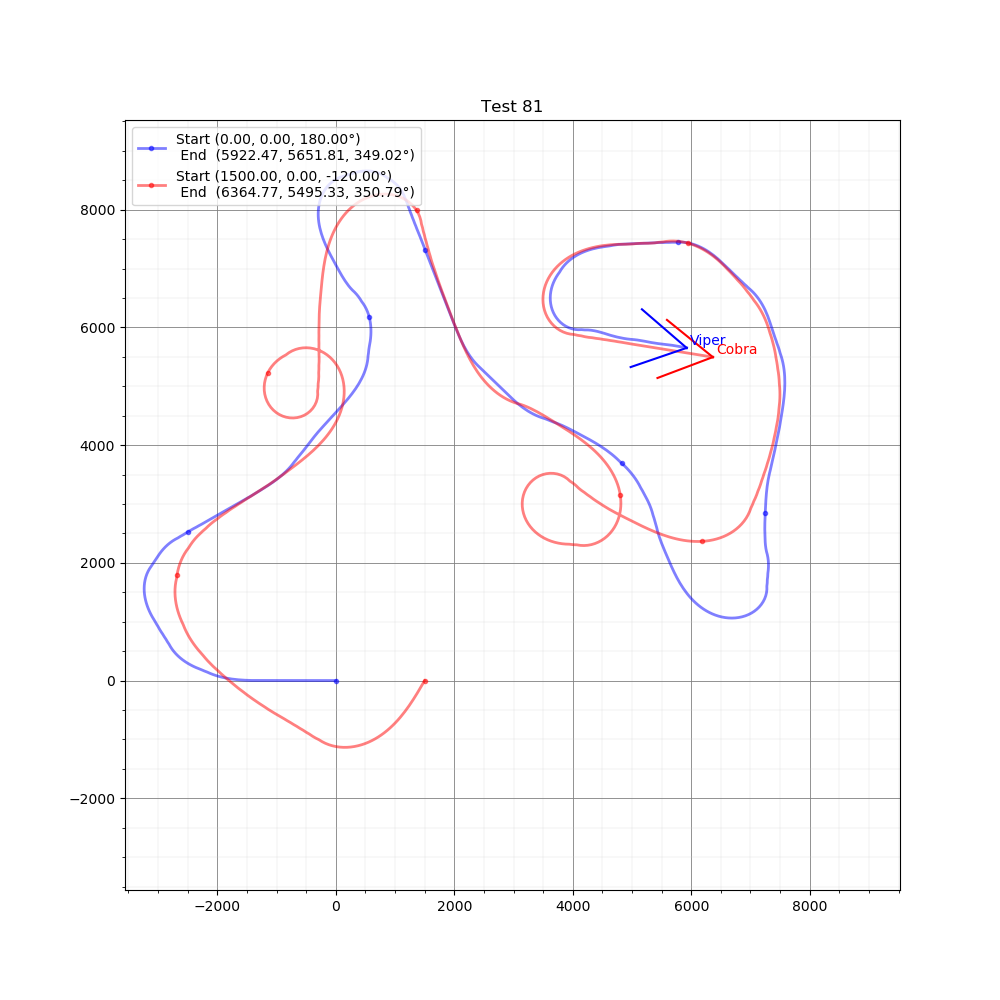 Test 81
Start (0.00, 0.00, 180.00°)
End  (5922.47, 5651.81, 349.02°)
Start (1500.00, 0.00, -120.00°)
End  (6364.77, 5495.33, 350.79°)
8000
6000
4000
2000
0
−2000
Viper
Cobra
−2000
0
2000
4000
6000
8000